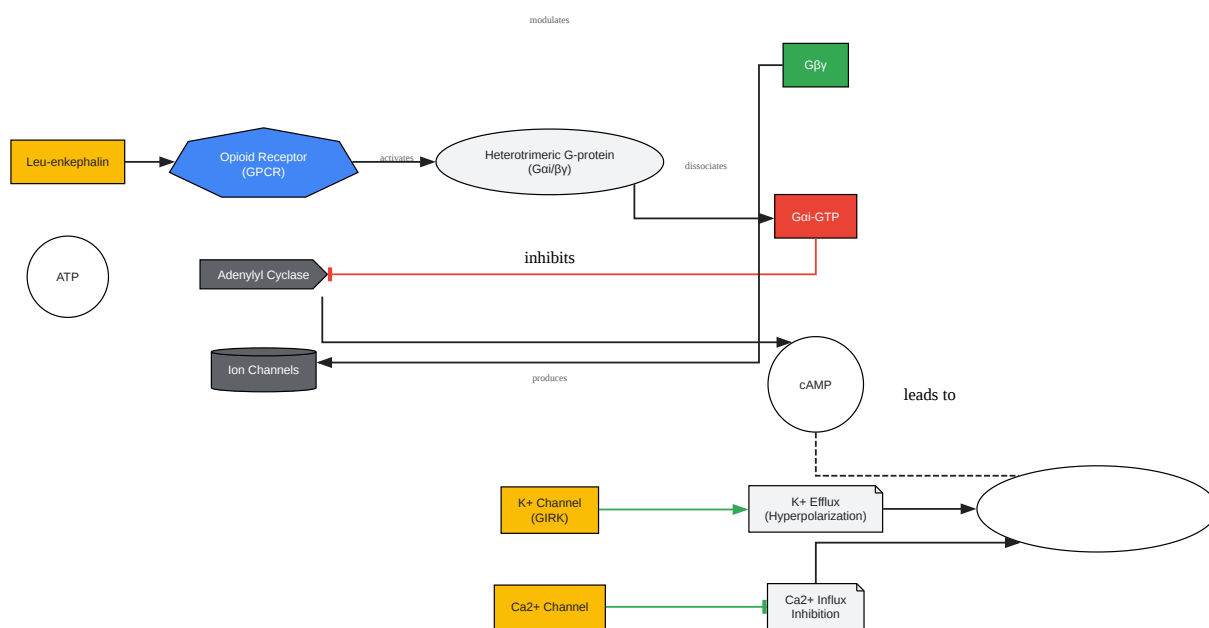 modulates
Gβγ
Leu-enkephalin
Opioid Receptor
(GPCR)
activates
Heterotrimeric G-protein
(Gαi/βγ)
dissociates
Gαi-GTP
inhibits
ATP
Adenylyl Cyclase
Ion Channels
produces
cAMP
leads to
K+ Channel
(GIRK)
K+ Efflux
(Hyperpolarization)
Ca2+ Channel
Ca2+ Influx
Inhibition